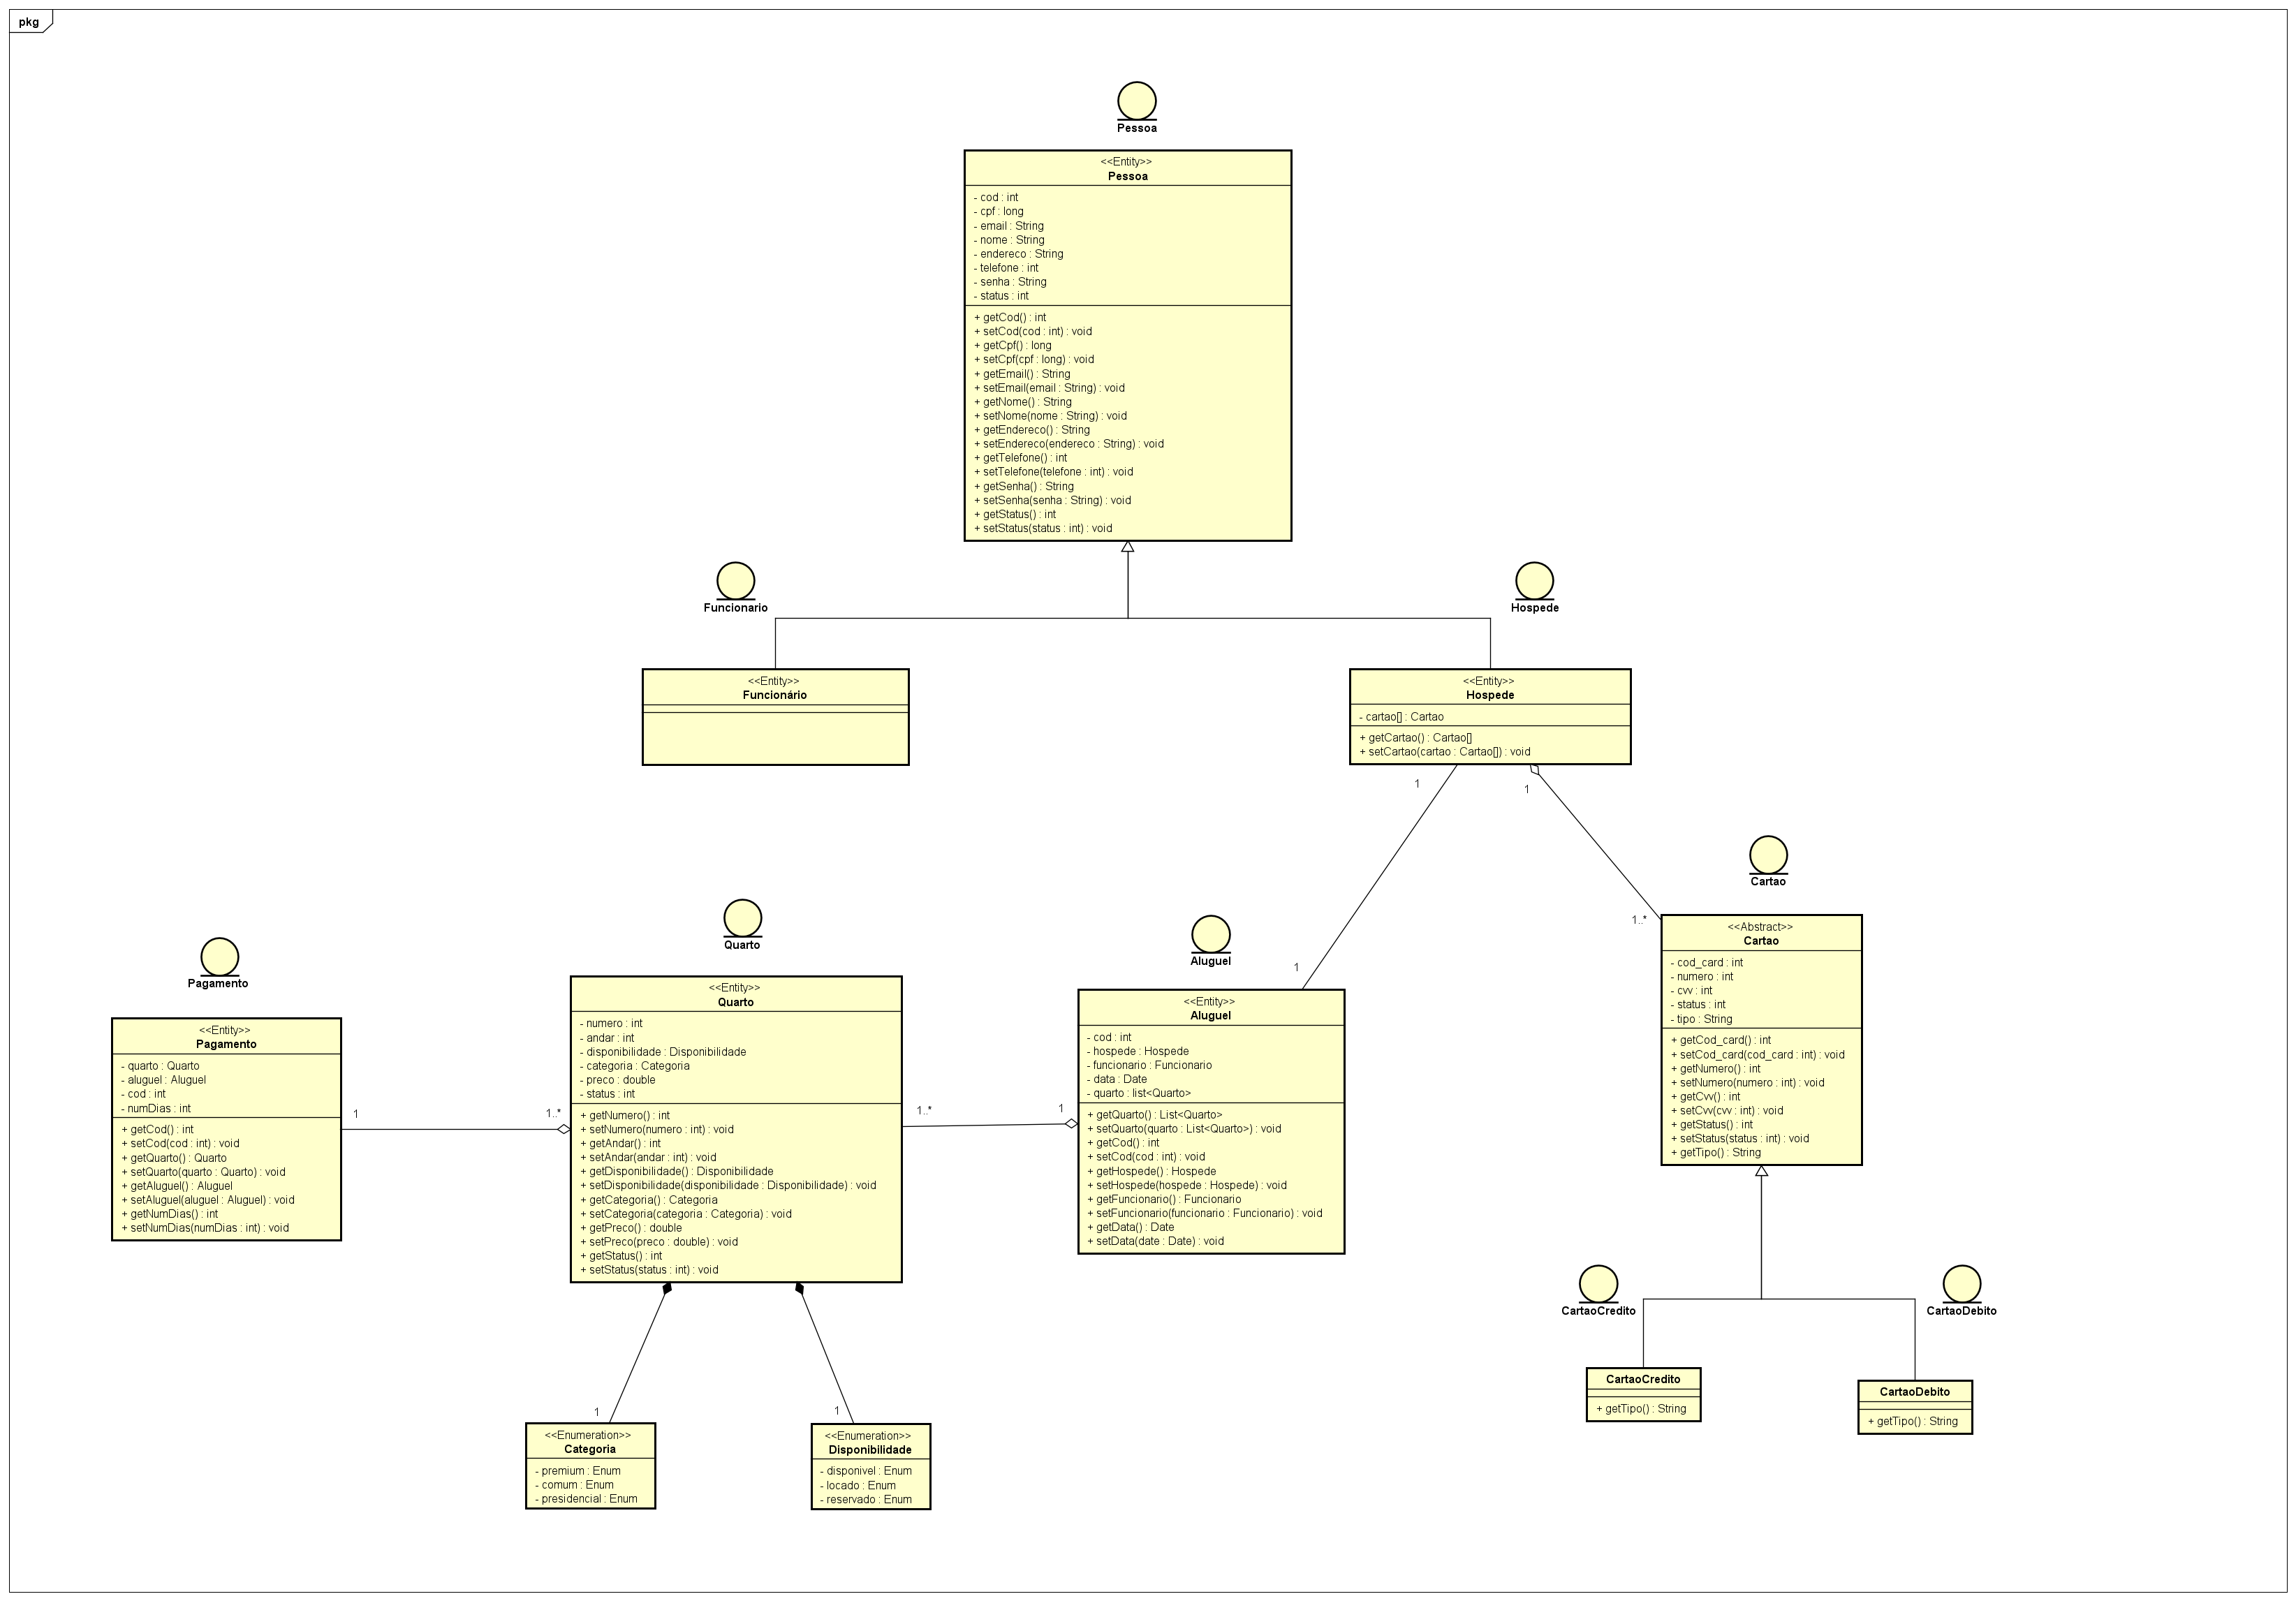 pkg
Pessoa
<<Entity>>
Pessoa
- cod : int
- cpf : long
- email : String
- nome : String
- endereco : String
- telefone : int
- senha : String
- status : int
+ getCod() : int
+ setCod(cod : int) : void
+ getCpf() : long
+ setCpf(cpf : long) : void
+ getEmail() : String
+ setEmail(email : String) : void
+ getNome() : String
+ setNome(nome : String) : void
+ getEndereco() : String
+ setEndereco(endereco : String) : void
+ getTelefone() : int
+ setTelefone(telefone : int) : void
+ getSenha() : String
+ setSenha(senha : String) : void
+ getStatus() : int
+ setStatus(status : int) : void
Funcionario
<<Entity>>
Funcionário
Hospede
<<Entity>>
Hospede
- cartao[] : Cartao
+ getCartao() : Cartao[]
+ setCartao(cartao : Cartao[]) : void
1
1
1
1..*
Pagamento
<<Entity>>
Pagamento
- quarto : Quarto
- aluguel : Aluguel
- cod : int
- numDias : int
+ getCod() : int
+ setCod(cod : int) : void
+ getQuarto() : Quarto
+ setQuarto(quarto : Quarto) : void
+ getAluguel() : Aluguel
+ setAluguel(aluguel : Aluguel) : void
+ getNumDias() : int
+ setNumDias(numDias : int) : void
1
1..*
Quarto
<<Entity>>
Quarto
- numero : int
- andar : int
- disponibilidade : Disponibilidade
- categoria : Categoria
- preco : double
- status : int
+ getNumero() : int
+ setNumero(numero : int) : void
+ getAndar() : int
+ setAndar(andar : int) : void
+ getDisponibilidade() : Disponibilidade
+ setDisponibilidade(disponibilidade : Disponibilidade) : void
+ getCategoria() : Categoria
+ setCategoria(categoria : Categoria) : void
+ getPreco() : double
+ setPreco(preco : double) : void
+ getStatus() : int
+ setStatus(status : int) : void
1..*
1
Aluguel
<<Entity>>
Aluguel
- cod : int
- hospede : Hospede
- funcionario : Funcionario
- data : Date
- quarto : list<Quarto>
+ getQuarto() : List<Quarto>
+ setQuarto(quarto : List<Quarto>) : void
+ getCod() : int
+ setCod(cod : int) : void
+ getHospede() : Hospede
+ setHospede(hospede : Hospede) : void
+ getFuncionario() : Funcionario
+ setFuncionario(funcionario : Funcionario) : void
+ getData() : Date
+ setData(date : Date) : void
Cartao
<<Abstract>>
Cartao
- cod_card : int
- numero : int
- cvv : int
- status : int
- tipo : String
+ getCod_card() : int
+ setCod_card(cod_card : int) : void
+ getNumero() : int
+ setNumero(numero : int) : void
+ getCvv() : int
+ setCvv(cvv : int) : void
+ getStatus() : int
+ setStatus(status : int) : void
+ getTipo() : String
CartaoCredito
CartaoCredito
+ getTipo() : String
CartaoDebito
CartaoDebito
+ getTipo() : String
1
<<Enumeration>>
Categoria
- premium : Enum
- comum : Enum
- presidencial : Enum
1
<<Enumeration>>
Disponibilidade
- disponivel : Enum
- locado : Enum
- reservado : Enum